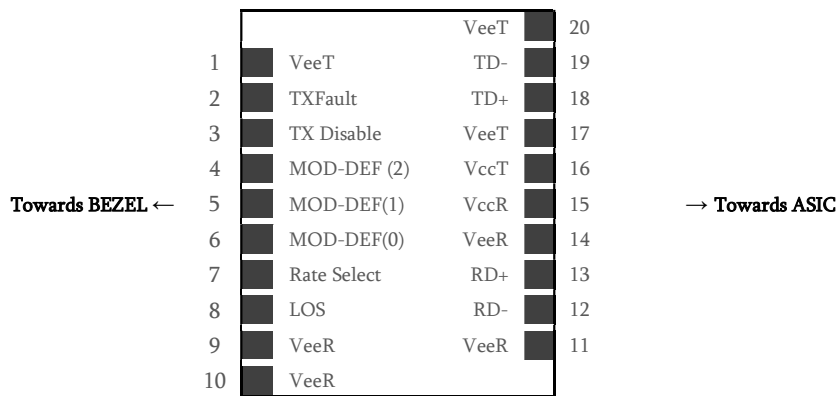 VeeT 20
1 VeeT TD- 19
2 TXFault TD+ 18
3 TX Disable VeeT 17
4 MOD-DEF (2) VccT 16
Towards BEZEL ← 5 MOD-DEF(1) VccR 15 → Towards ASIC
6 MOD-DEF(0) VeeR 14
7 Rate Select RD+ 13
8 LOS RD- 12
9 VeeR VeeR 11
10 VeeR